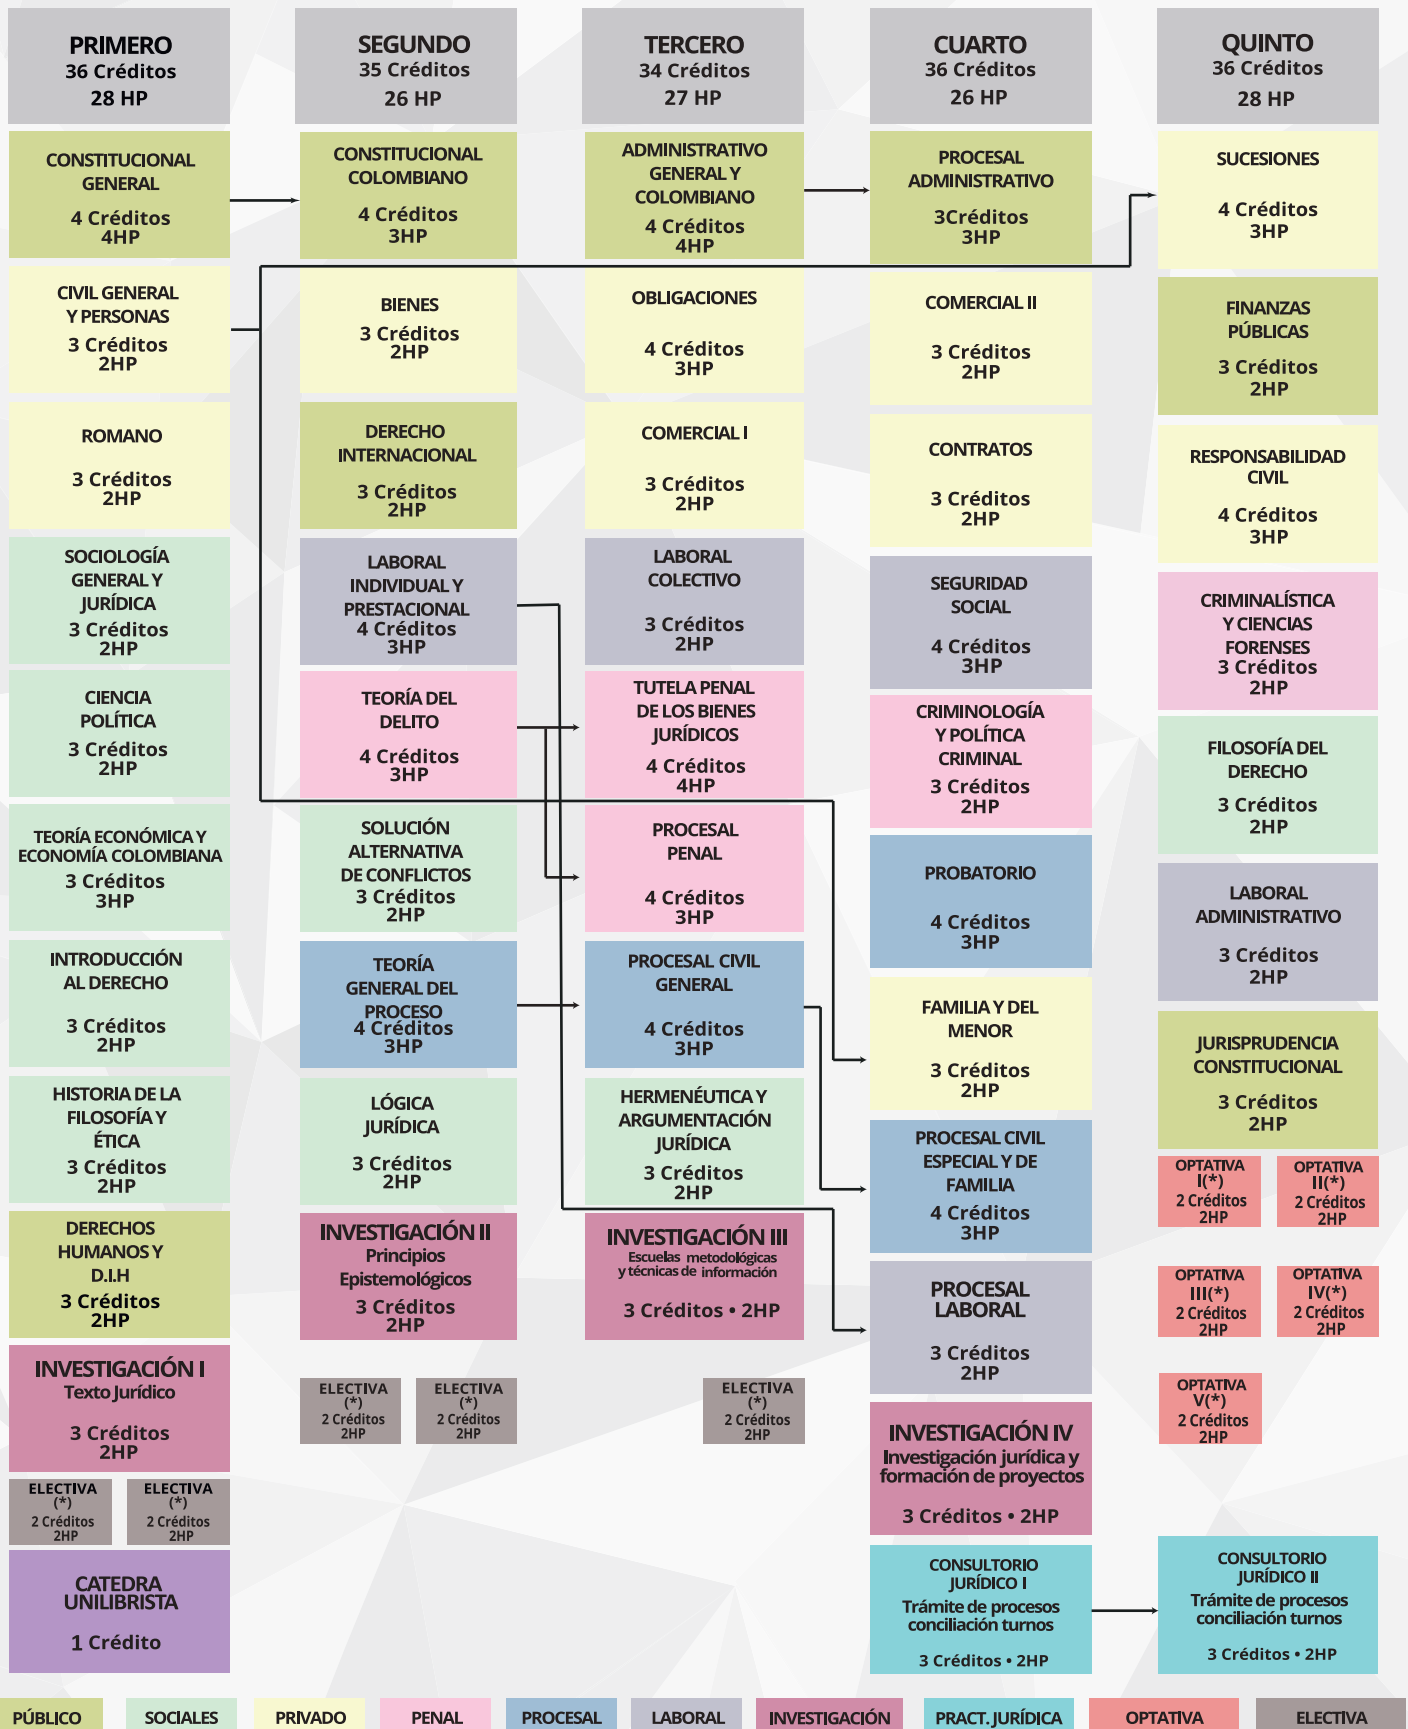 PRIMERO
36 Créditos
28 HP
CONSTITUCIONAL
GENERAL
4 Créditos
4HP
CIVIL GENERAL
Y PERSONAS
3 Créditos
2HP
ROMANO
3 Créditos
2HP
SOCIOLOGÍA
GENERAL Y
JURÍDICA
3 Créditos
2HP
CIENCIA
POLÍTICA
3 Créditos
2HP
TEORÍA ECONÓMICA Y
ECONOMÍA COLOMBIANA
3 Créditos
3HP
INTRODUCCIÓN
AL DERECHO
3 Créditos
2HP
HISTORIA DE LA
FILOSOFÍA Y
ÉTICA
3 Créditos
2HP
DERECHOS
HUMANOS Y
D.I.H
3 Créditos
2HP
INVESTIGACIÓN I
Texto Jurídico
3 Créditos
2HP
ELECTIVA
(*)
2 Créditos
2HP
ELECTIVA
(*)
2 Créditos
2HP
CATEDRA
UNILIBRISTA
1 Crédito
SEGUNDO
35 Créditos
26 HP
CONSTITUCIONAL
COLOMBIANO
4 Créditos
3HP
BIENES
3 Créditos
2HP
DERECHO
INTERNACIONAL
3 Créditos
2HP
LABORAL
INDIVIDUAL Y
PRESTACIONAL
4 Créditos
3HP
TEORÍA DEL
DELITO
4 Créditos
3HP
SOLUCIÓN
ALTERNATIVA
DE CONFLICTOS
3 Créditos
2HP
TEORÍA
GENERAL DEL
PROCESO
4 Créditos
3HP
LÓGICA
JURÍDICA
3 Créditos
2HP
INVESTIGACIÓN II
Principios
Epistemológicos
3 Créditos
2HP
ELECTIVA
(*)
2 Créditos
2HP
ELECTIVA
(*)
2 Créditos
2HP
TERCERO
34 Créditos
27 HP
ADMINISTRATIVO
GENERAL Y
COLOMBIANO
4 Créditos
4HP
OBLIGACIONES
4 Créditos
3HP
COMERCIAL I
3 Créditos
2HP
LABORAL
COLECTIVO
3 Créditos
2HP
TUTELA PENAL
DE LOS BIENES
JURÍDICOS
4 Créditos
4HP
PROCESAL
PENAL
4 Créditos
3HP
PROCESAL CIVIL
GENERAL
4 Créditos
3HP
HERMENÉUTICA Y
ARGUMENTACIÓN
JURÍDICA
3 Créditos
2HP
INVESTIGACIÓN III
Escuelas metodológicas
y técnicas de información
3 Créditos • 2HP
ELECTIVA
(*)
2 Créditos
2HP
CUARTO
36 Créditos
26 HP
PROCESAL
ADMINISTRATIVO
3Créditos
3HP
COMERCIAL II
3 Créditos
2HP
CONTRATOS
3 Créditos
2HP
SEGURIDAD
SOCIAL
4 Créditos
3HP
CRIMINOLOGÍA
Y POLÍTICA
CRIMINAL
3 Créditos
2HP
PROBATORIO
4 Créditos
3HP
FAMILIA Y DEL
MENOR
3 Créditos
2HP
PROCESAL CIVIL
ESPECIAL Y DE
FAMILIA
4 Créditos
3HP
PROCESAL
LABORAL
3 Créditos
2HP
INVESTIGACIÓN IV
Investigación jurídica y
formación de proyectos
3 Créditos • 2HP
CONSULTORIO
JURÍDICO I
Trámite de procesos
conciliación turnos
3 Créditos • 2HP
QUINTO
36 Créditos
28 HP
SUCESIONES
4 Créditos
3HP
FINANZAS
PÚBLICAS
3 Créditos
2HP
RESPONSABILIDAD
CIVIL
4 Créditos
3HP
CRIMINALÍSTICA
Y CIENCIAS
FORENSES
3 Créditos
2HP
FILOSOFÍA DEL
DERECHO
3 Créditos
2HP
LABORAL
ADMINISTRATIVO
3 Créditos
2HP
JURISPRUDENCIA
CONSTITUCIONAL
3 Créditos
2HP
OPTATIVA
I(*)
2 Créditos
2HP
OPTATIVA
II(*)
2 Créditos
2HP
OPTATIVA
III(*)
2 Créditos
2HP
OPTATIVA
IV(*)
2 Créditos
2HP
OPTATIVA
V(*)
2 Créditos
2HP
CONSULTORIO
JURÍDICO II
Trámite de procesos
conciliación turnos
3 Créditos • 2HP
PÚBLICO
SOCIALES
PRIVADO
PENAL
PROCESAL
LABORAL
INVESTIGACIÓN
PRACT. JURÍDICA
OPTATIVA
ELECTIVA